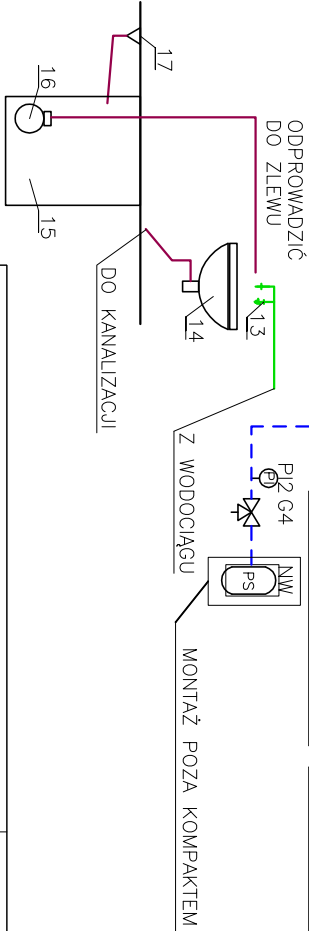 ODPROWADZIĆ
DO ZLEWU
17
16
15
13
14
DO KANALIZACJI
Z WODOCIĄGU
PI2 G4
PI
NW
PS
MONTAŻ POZA KOMPAKTEM